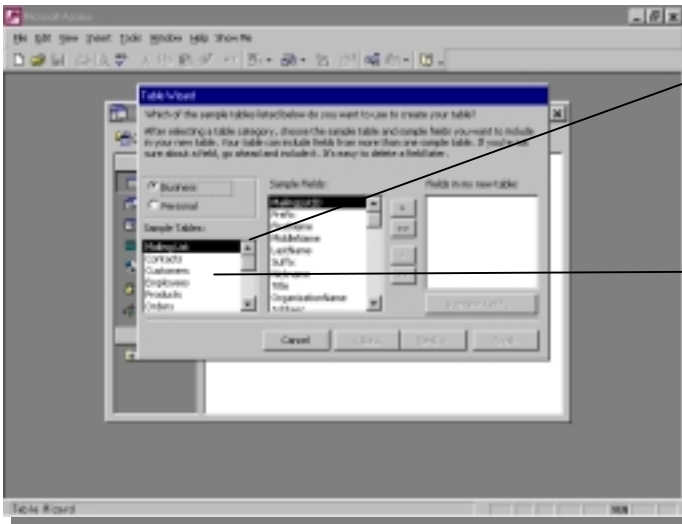 Microsoft Access
File Edit View Insert Tools Window Help Show Me
Table Wizard
Which of the sample tables listed below do you want to use to create your table?
After selecting a table category, choose the sample table and sample fields you want to include
in your new table. Your table can include fields from more than one sample table. If you're not
sure about a field, go ahead and include it. It's easy to delete a field later.
Business
Personal
Sample Tables:
Mailing List
Contacts
Customers
Employees
Products
Orders
Sample Fields:
MailingListID
Prefix
FirstName
MiddleName
LastName
Suffix
Nickname
Title
OrganizationName
Address
Fields in my new table:
>
>>
Cancel
Table Wizard
NUM